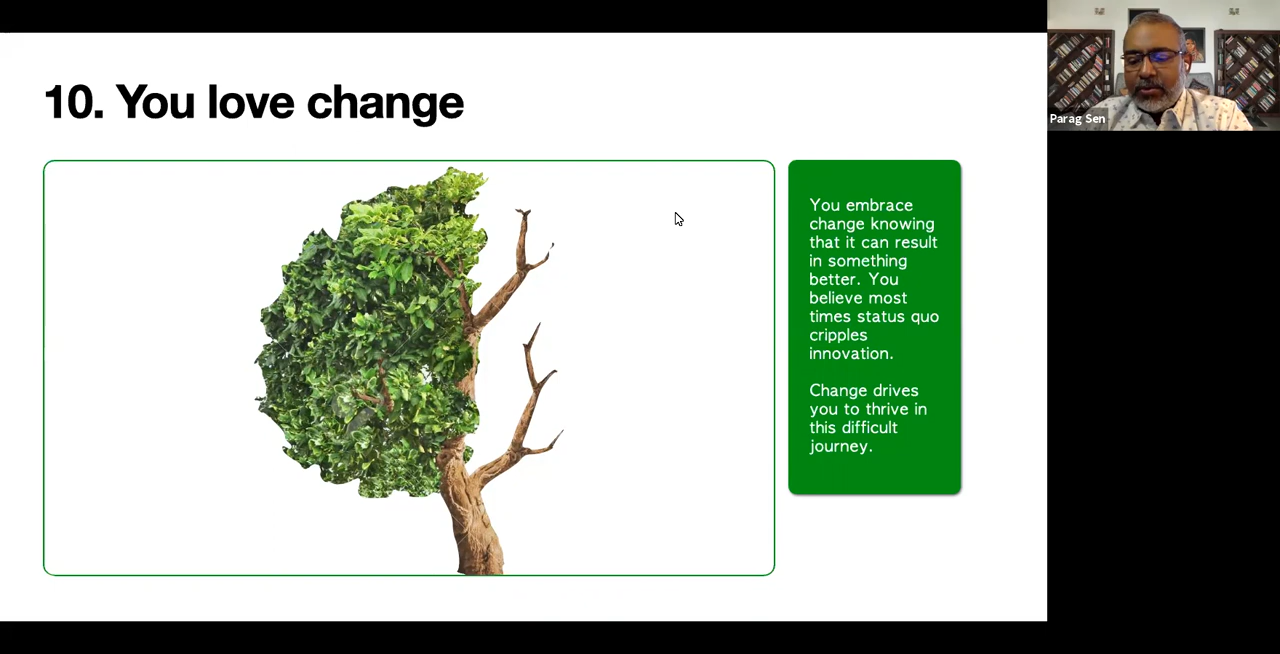 10. You love change
You embrace
change knowing
that it can result
in something
better. You
believe most
times status quo
cripples
innovation.
Change drives
you to thrive in
this difficult
journey.
Parag Sen